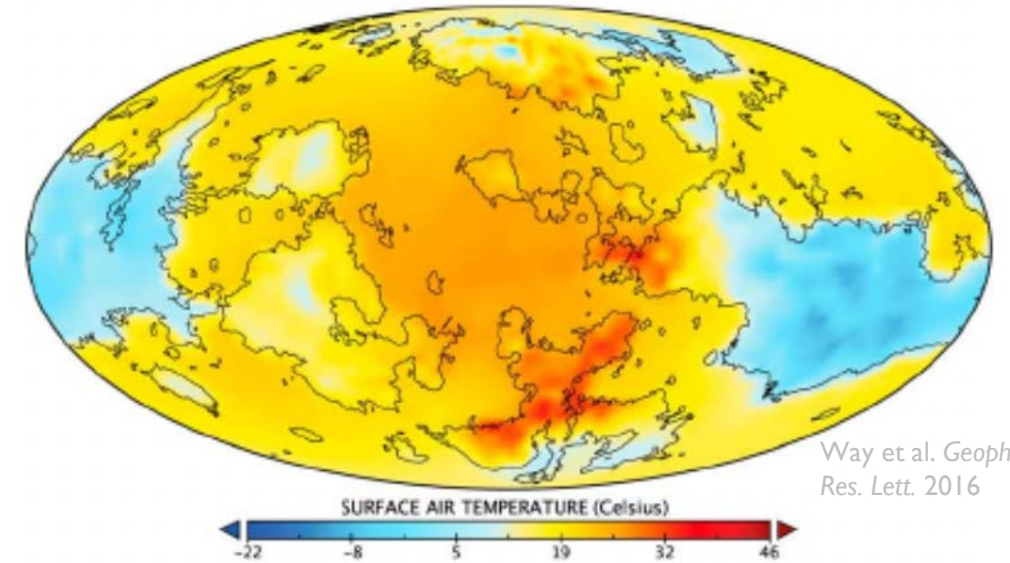 Way et al. Geoph
Res. Lett. 2016
SURFACE AIR TEMPERATURE (Celsius)
-22 -8 5 19 32 46